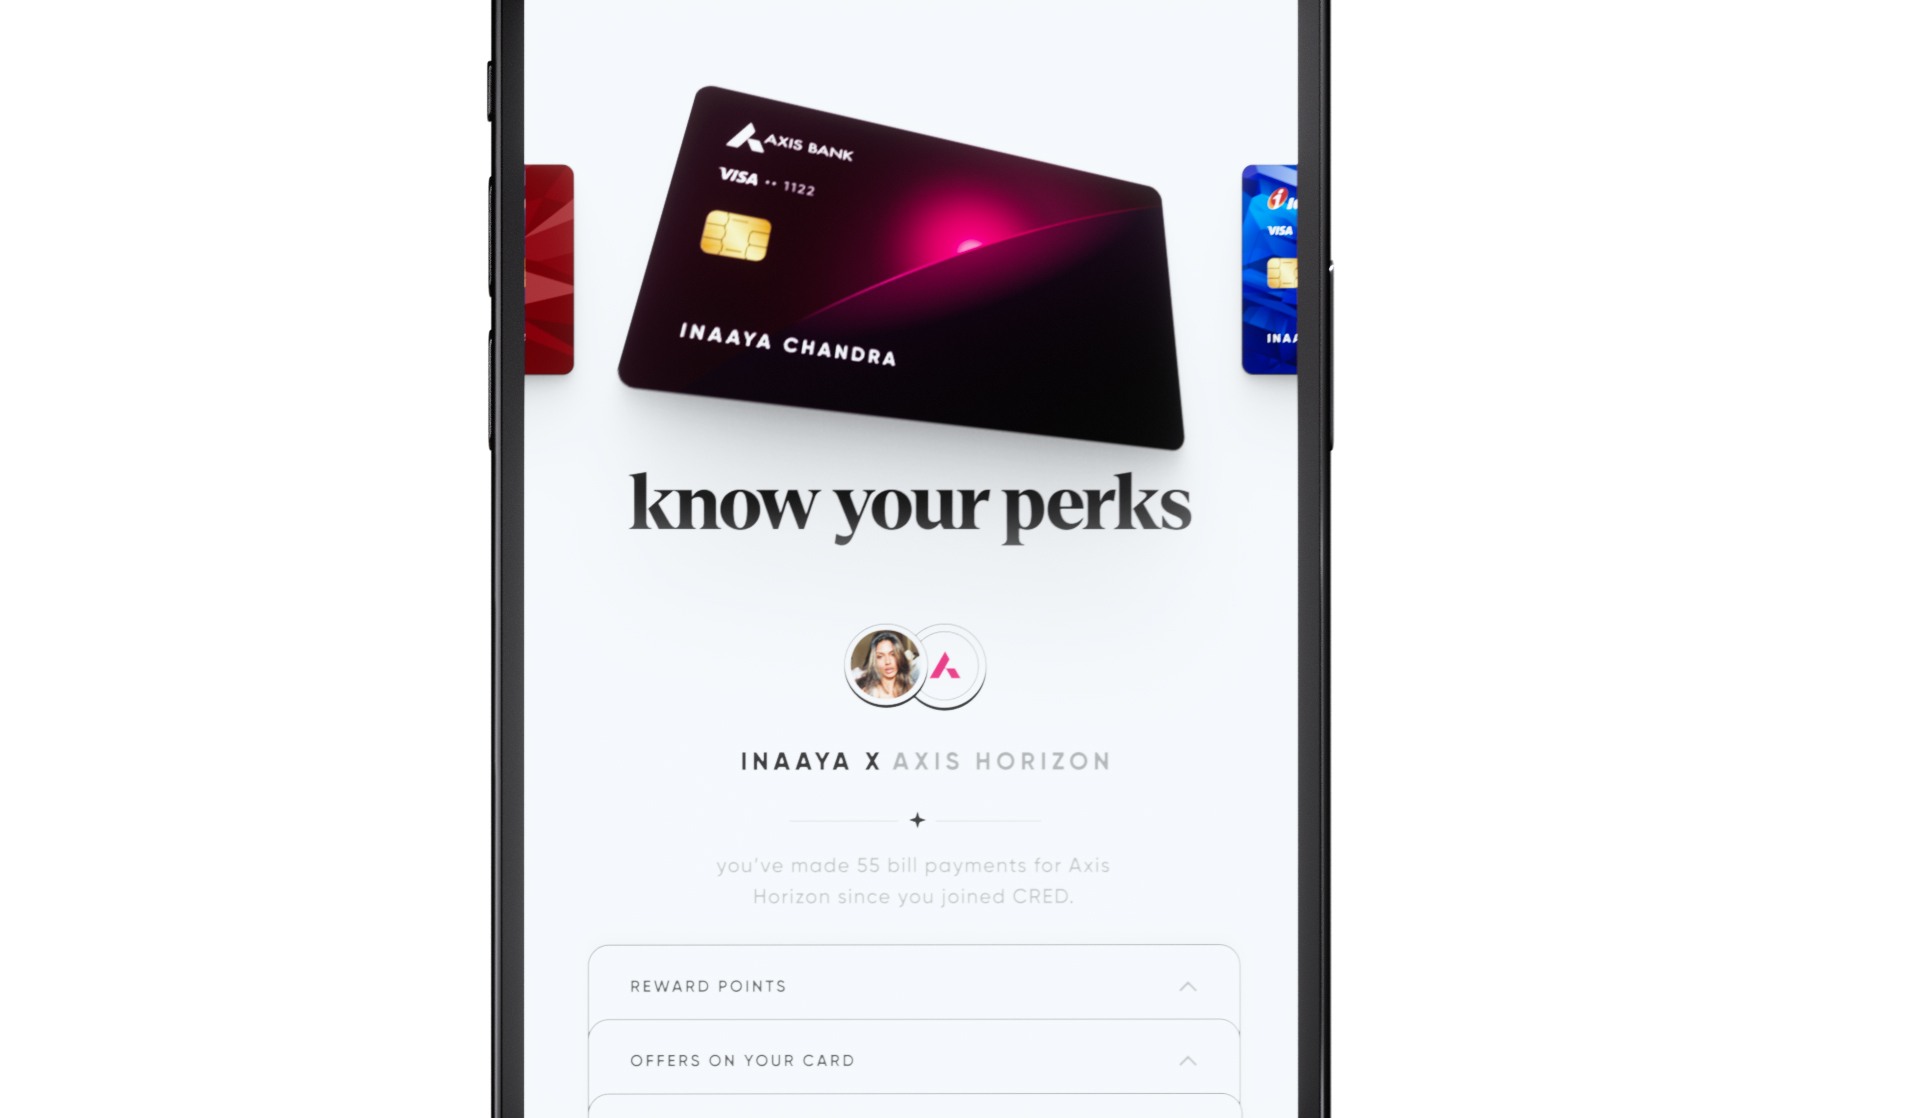 AXIS BANK
VISA •• 1122
INAAYA CHANDRA
VISA
know your perks
INAAYA X AXIS HORIZON
you've made 55 bill payments for Axis
Horizon since you joined CRED.
REWARD POINTS
OFFERS ON YOUR CARD